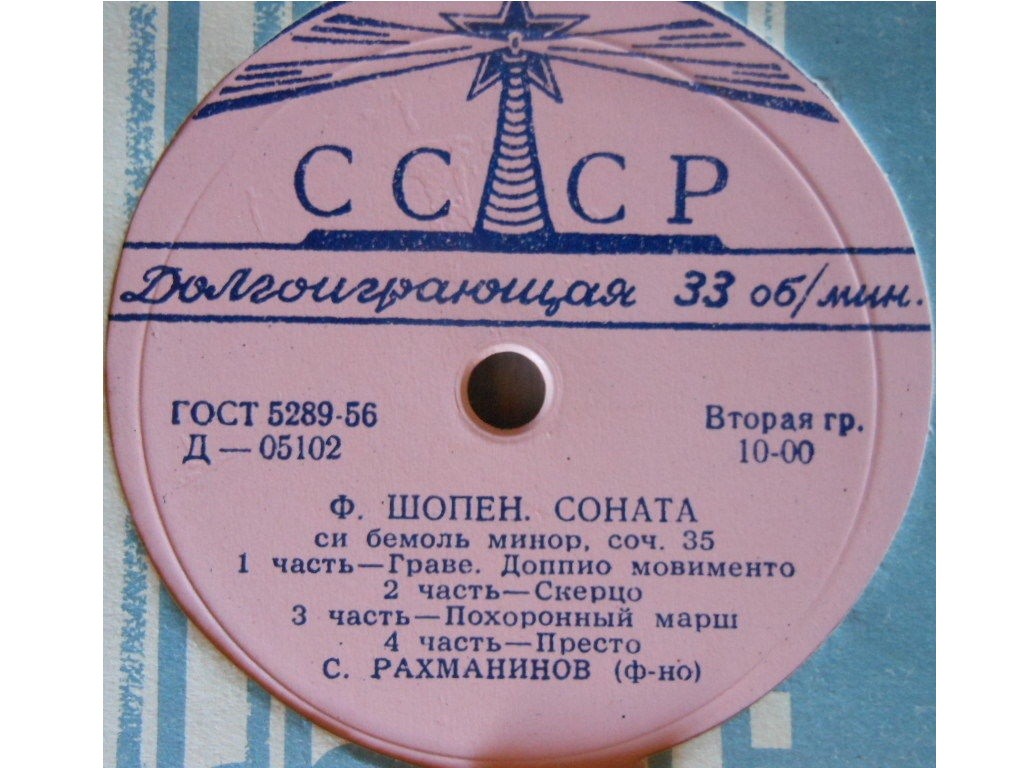 СССР
Долгоиграющая 33 об/мин.
ГОСТ 5289-56 Вторая гр.
Д — 05102 10-00
Ф. ШОПЕН. СОНАТА
си бемоль минор, соч. 35
1 часть—Граве. Доппио мовименто
2 часть—Скерцо
3 часть—Похоронный марш
4 часть—Престо
С. РАХМАНИНОВ (ф-но)